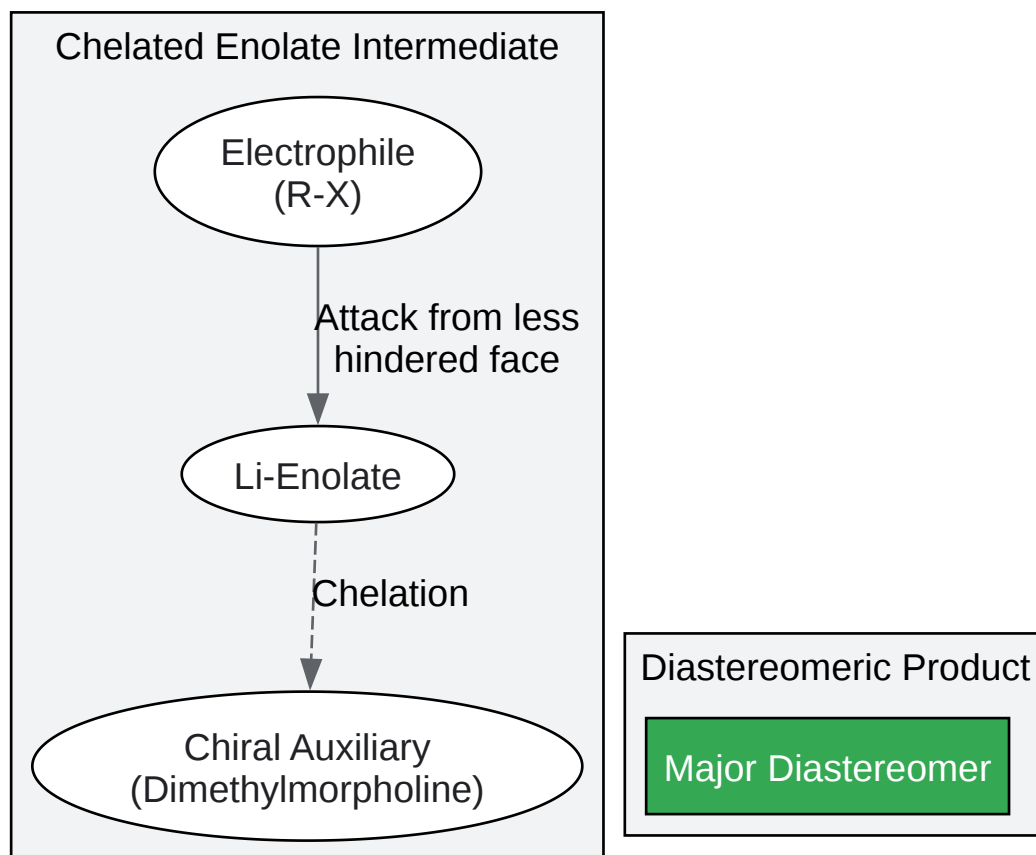 Chelated Enolate Intermediate
Electrophile
(R-X)
Attack from less
hindered face
Li-Enolate
Chelation
Chiral Auxiliary
(Dimethylmorpholine)
Diastereomeric Product
Major Diastereomer